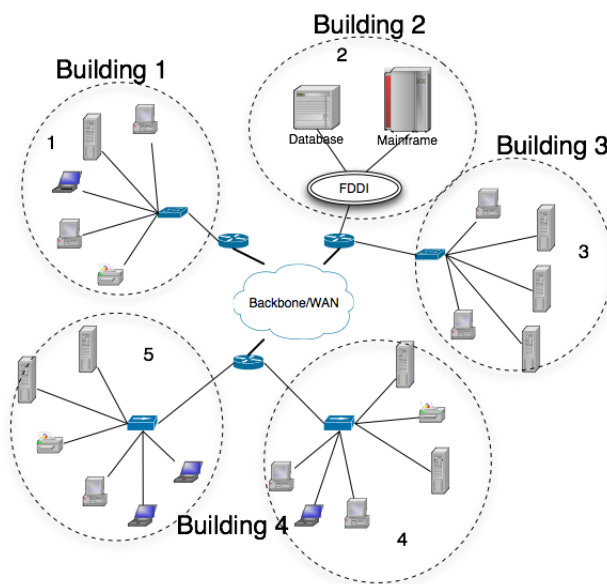 Building 2
2
Building 1
Database
Mainframe
1
Building 3
FDDI
3
Backbone/WAN
5
Building 4
4